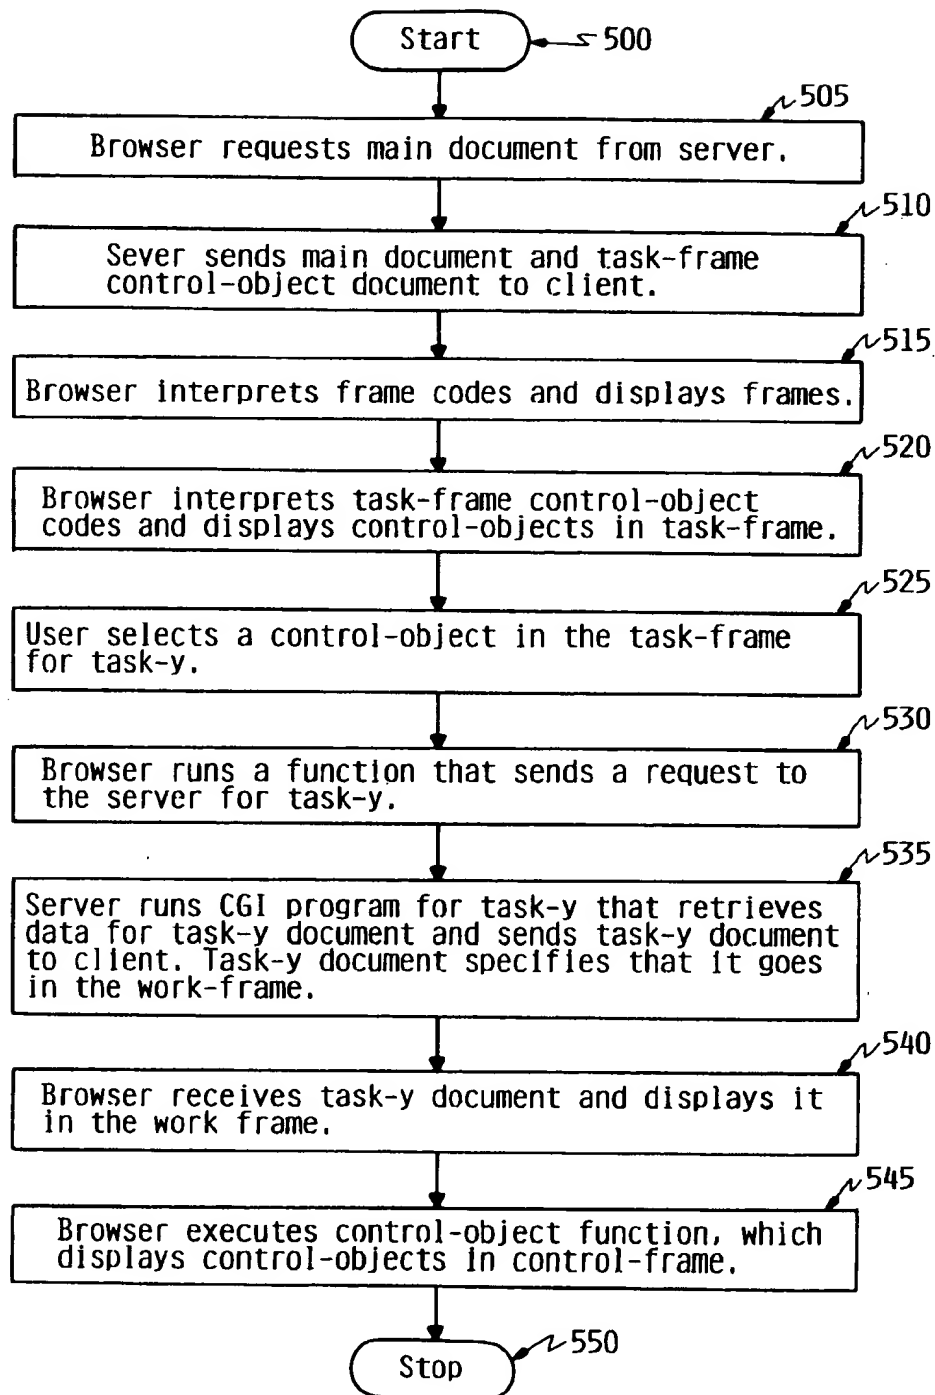 Start
500
505
Browser requests main document from server.
510
Sever sends main document and task-frame
control-object document to client.
515
Browser interprets frame codes and displays frames.
520
Browser interprets task-frame control-object
codes and displays control-objects in task-frame.
525
User selects a control-object in the task-frame
for task-y.
530
Browser runs a function that sends a request to
the server for task-y.
535
Server runs CGI program for task-y that retrieves
data for task-y document and sends task-y document
to client. Task-y document specifies that it goes
in the work-frame.
540
Browser receives task-y document and displays it
in the work frame.
545
Browser executes control-object function, which
displays control-objects in control-frame.
550
Stop